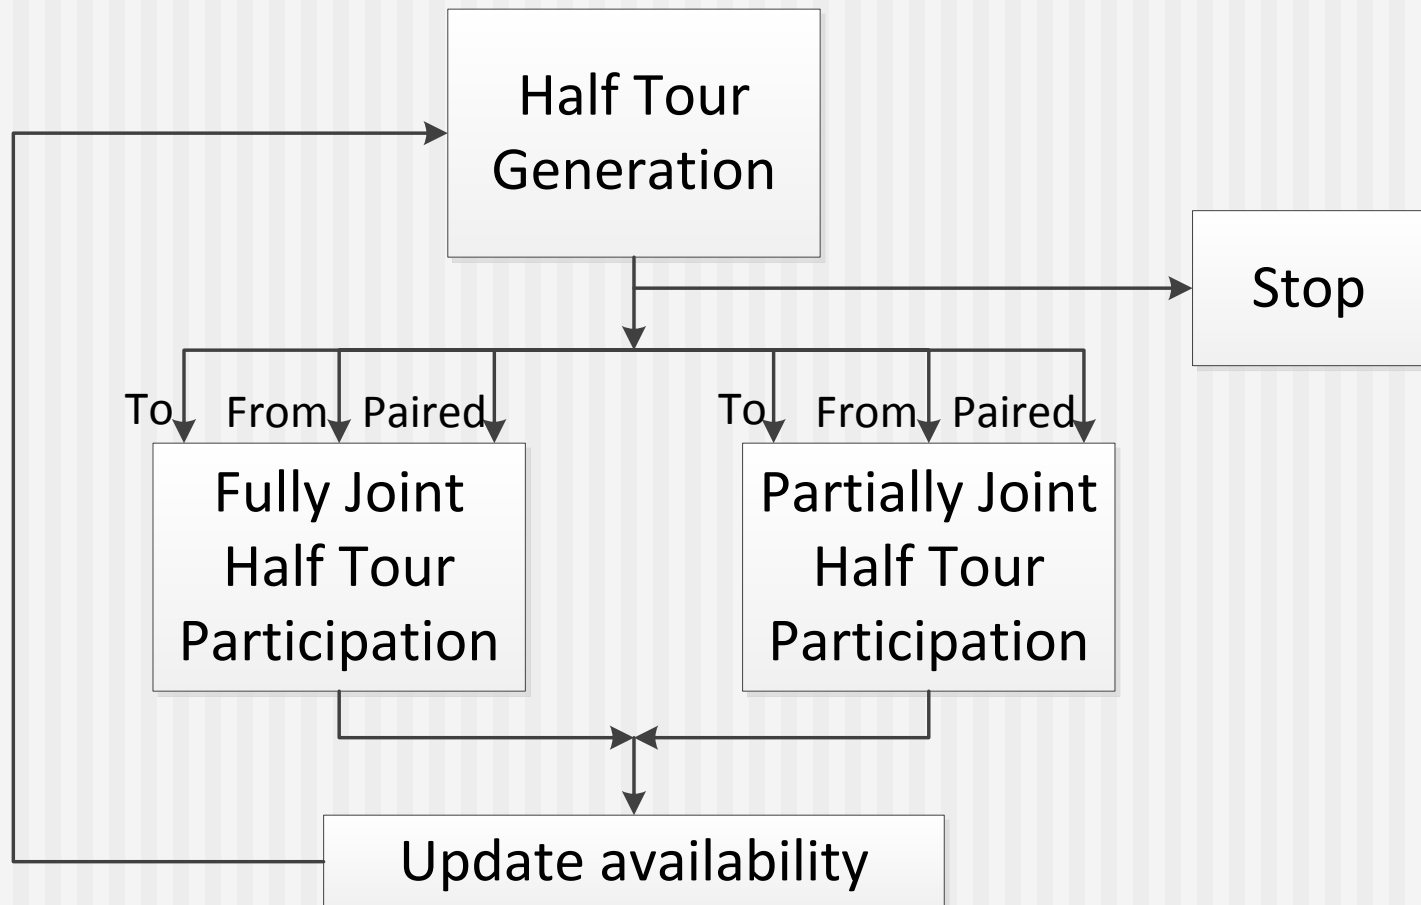 Half Tour
Generation
Stop
To From Paired
To From Paired
Fully Joint
Half Tour
Participation
Partially Joint
Half Tour
Participation
Update availability